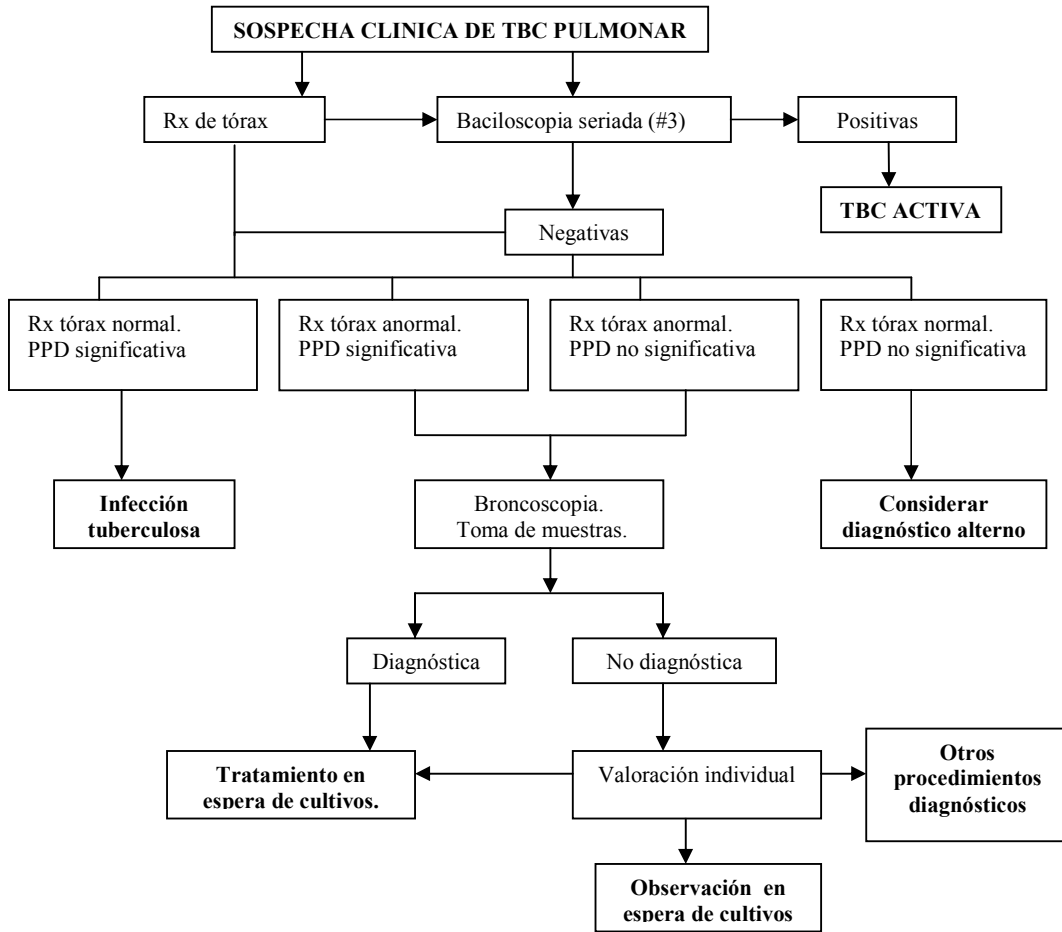 SOSPECHA CLINICA DE TBC PULMONAR
Rx de tórax
Baciloscopia seriada (#3)
Positivas
TBC ACTIVA
Negativas
Rx tórax normal.
PPD significativa
Rx tórax anormal.
PPD significativa
Rx tórax anormal.
PPD no significativa
Rx tórax normal.
PPD no significativa
Infección
tuberculosa
Broncoscopia.
Toma de muestras.
Considerar
diagnóstico alterno
Diagnóstica
No diagnóstica
Tratamiento en
espera de cultivos.
Valoración individual
Otros
procedimientos
diagnósticos
Observación en
espera de cultivos